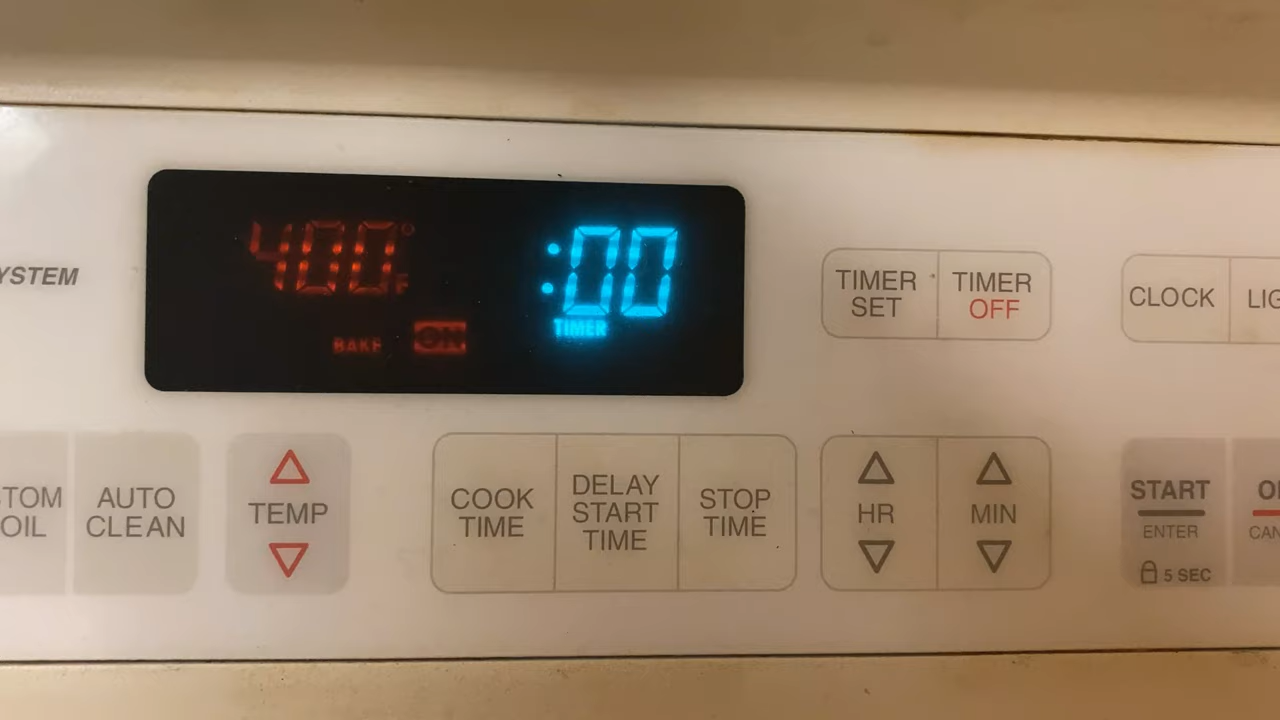 400°F
:00
BAKE ON
TIMER
YSTEM
TIMER SET
TIMER OFF
CLOCK
LIG
STOM
OIL
AUTO
CLEAN
TEMP
COOK
TIME
DELAY
START
TIME
STOP
TIME
HR
MIN
START
ENTER
5 SEC
O
CAN